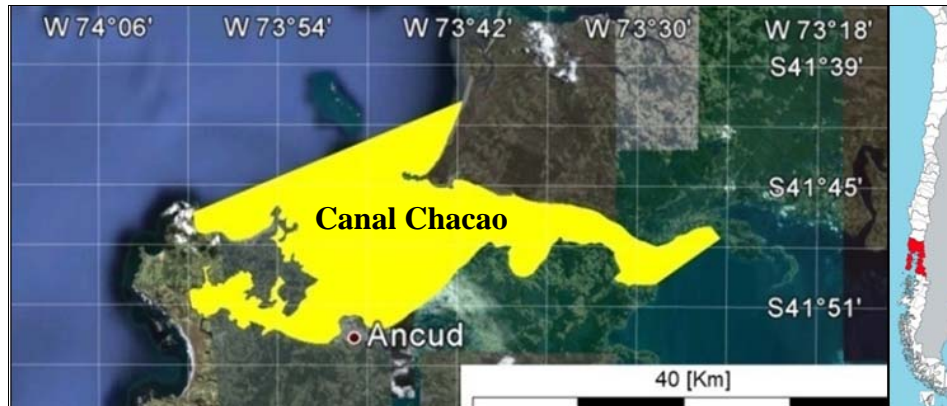 W 74°06' W 73°54' W 73°42' W 73°30' W 73°18'
S41°39'
S41°45'
Canal Chacao
S41°51'
Ancud
40 [Km]